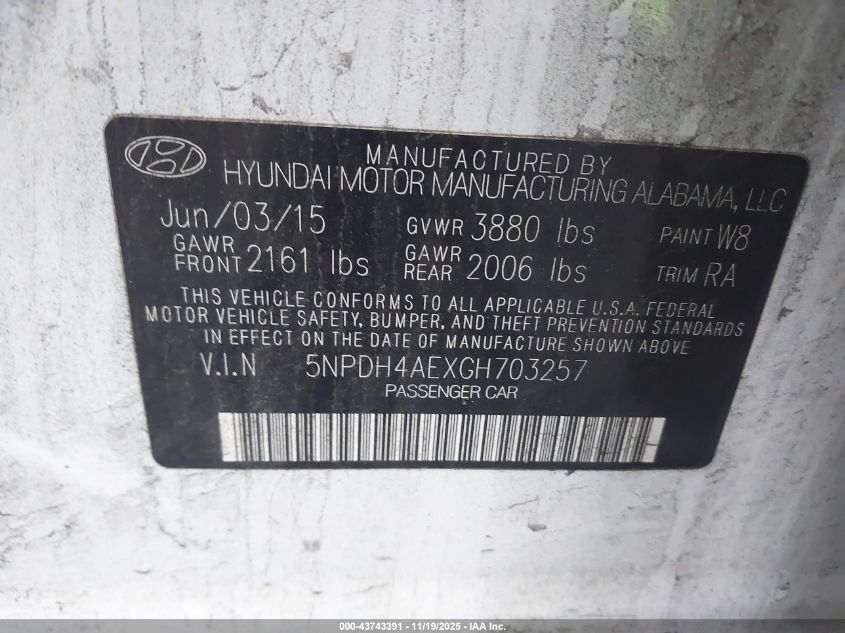 MANUFACTURED BY
HYUNDAI MOTOR MANUFACTURING ALABAMA, LLC
Jun/03/15 GVWR 3880 lbs PAINT W8
GAWR FRONT 2161 lbs GAWR REAR 2006 lbs TRIM RA
THIS VEHICLE CONFORMS TO ALL APPLICABLE U.S.A. FEDERAL
MOTOR VEHICLE SAFETY, BUMPER, AND THEFT PREVENTION STANDARDS
IN EFFECT ON THE DATE OF MANUFACTURE SHOWN ABOVE
V.I.N 5NPDH4AEXGH703257
PASSENGER CAR
000-43743391 - 11/19/2025 - IAA Inc.